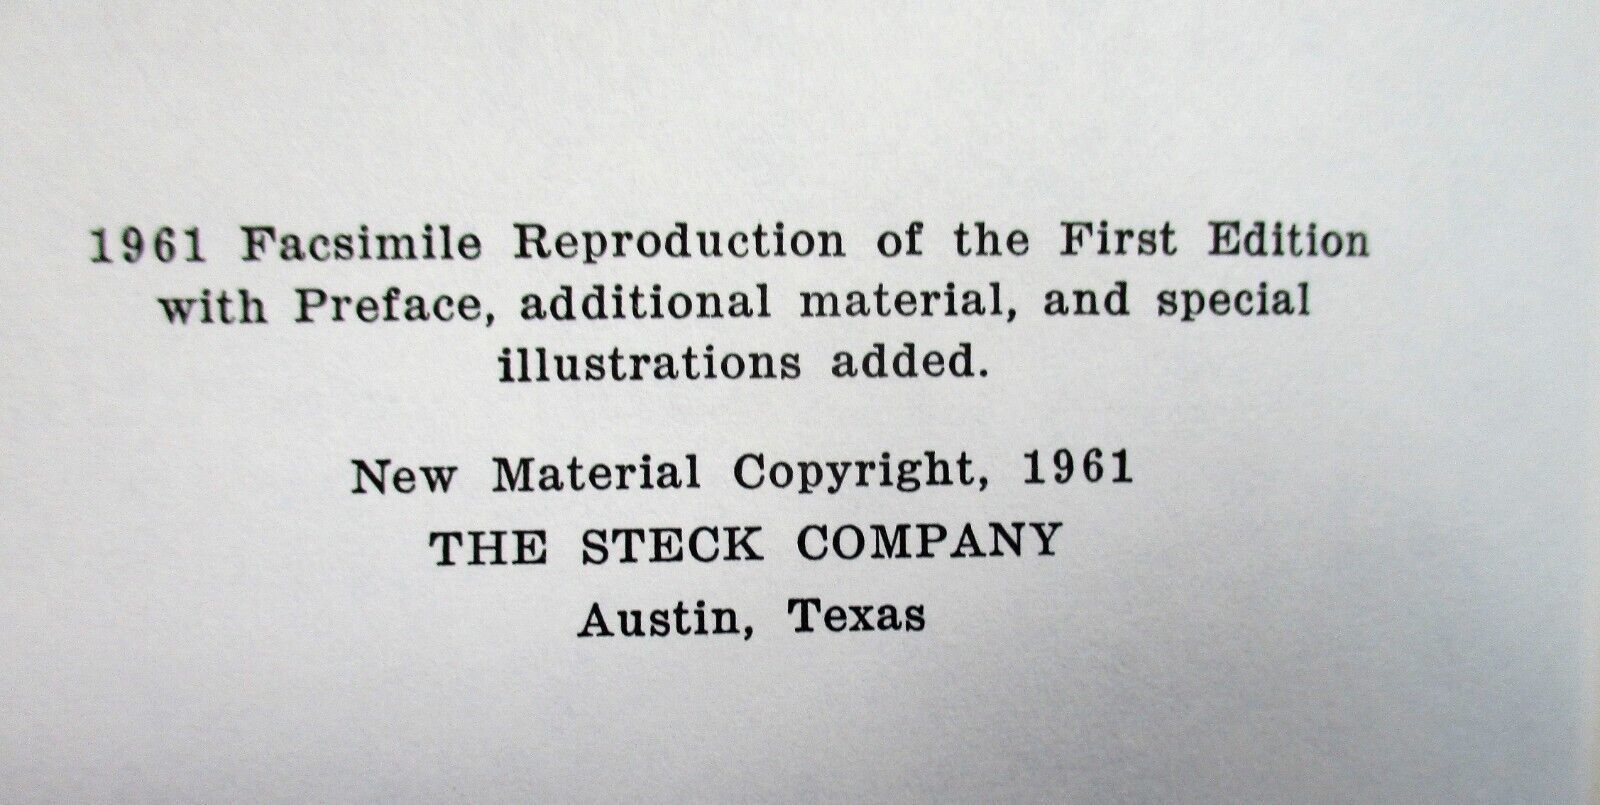 1961 Facsimile Reproduction of the First Edition
with Preface, additional material, and special
illustrations added.
New Material Copyright, 1961
THE STECK COMPANY
Austin, Texas